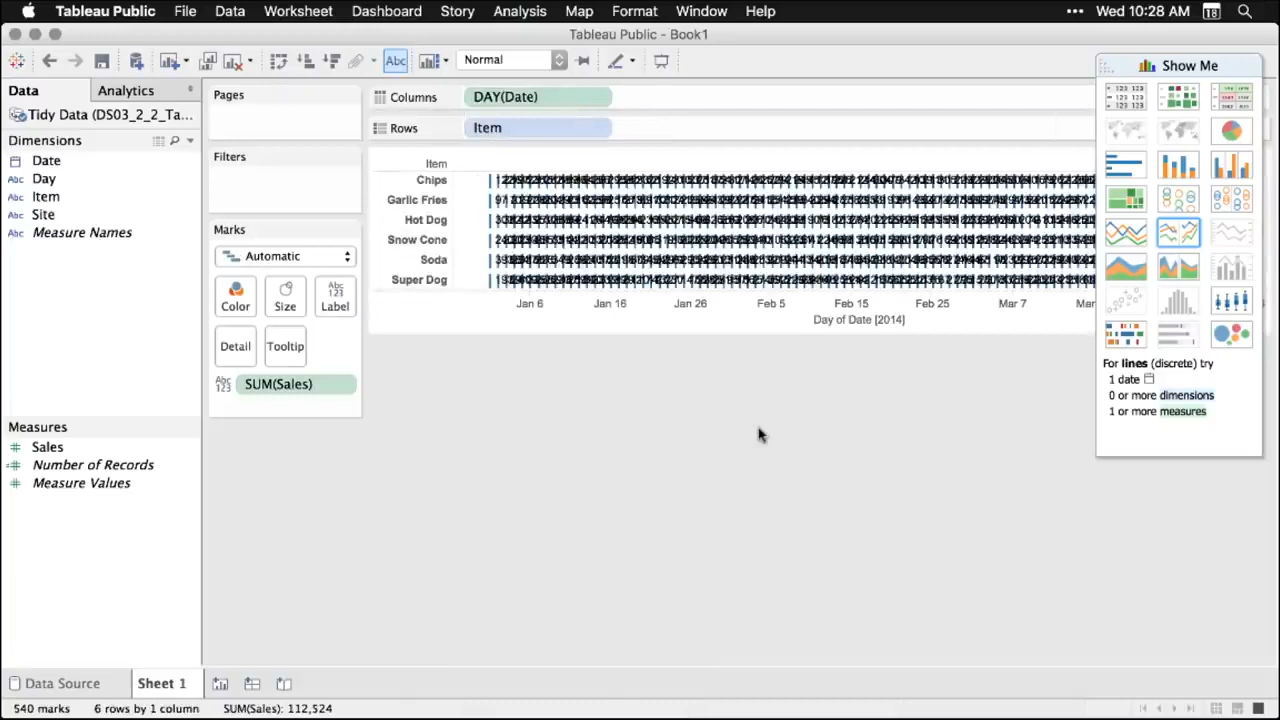 Tableau Public File Data Worksheet Dashboard Story Analysis Map Format Window Help Wed 10:28 AM 18
Tableau Public - Book1
Abc Normal
Show Me
Data Analytics
Pages
Columns DAY(Date)
Tidy Data (DS03_2_2_Ta...
Rows Item
Dimensions
Filters
Date
Abc Day
Abc Item
Abc Site
Abc Measure Names
Item
Chips
Garlic Fries
Hot Dog
Snow Cone
Soda
Super Dog
Marks
Automatic
Color Size Label
Detail Tooltip
SUM(Sales)
Jan 6 Jan 16 Jan 26 Feb 5 Feb 15 Feb 25 Mar 7
Day of Date [2014]
For lines (discrete) try
1 date
0 or more dimensions
1 or more measures
Measures
Sales
Number of Records
Measure Values
Data Source Sheet 1
540 marks 6 rows by 1 column SUM(Sales): 112,524